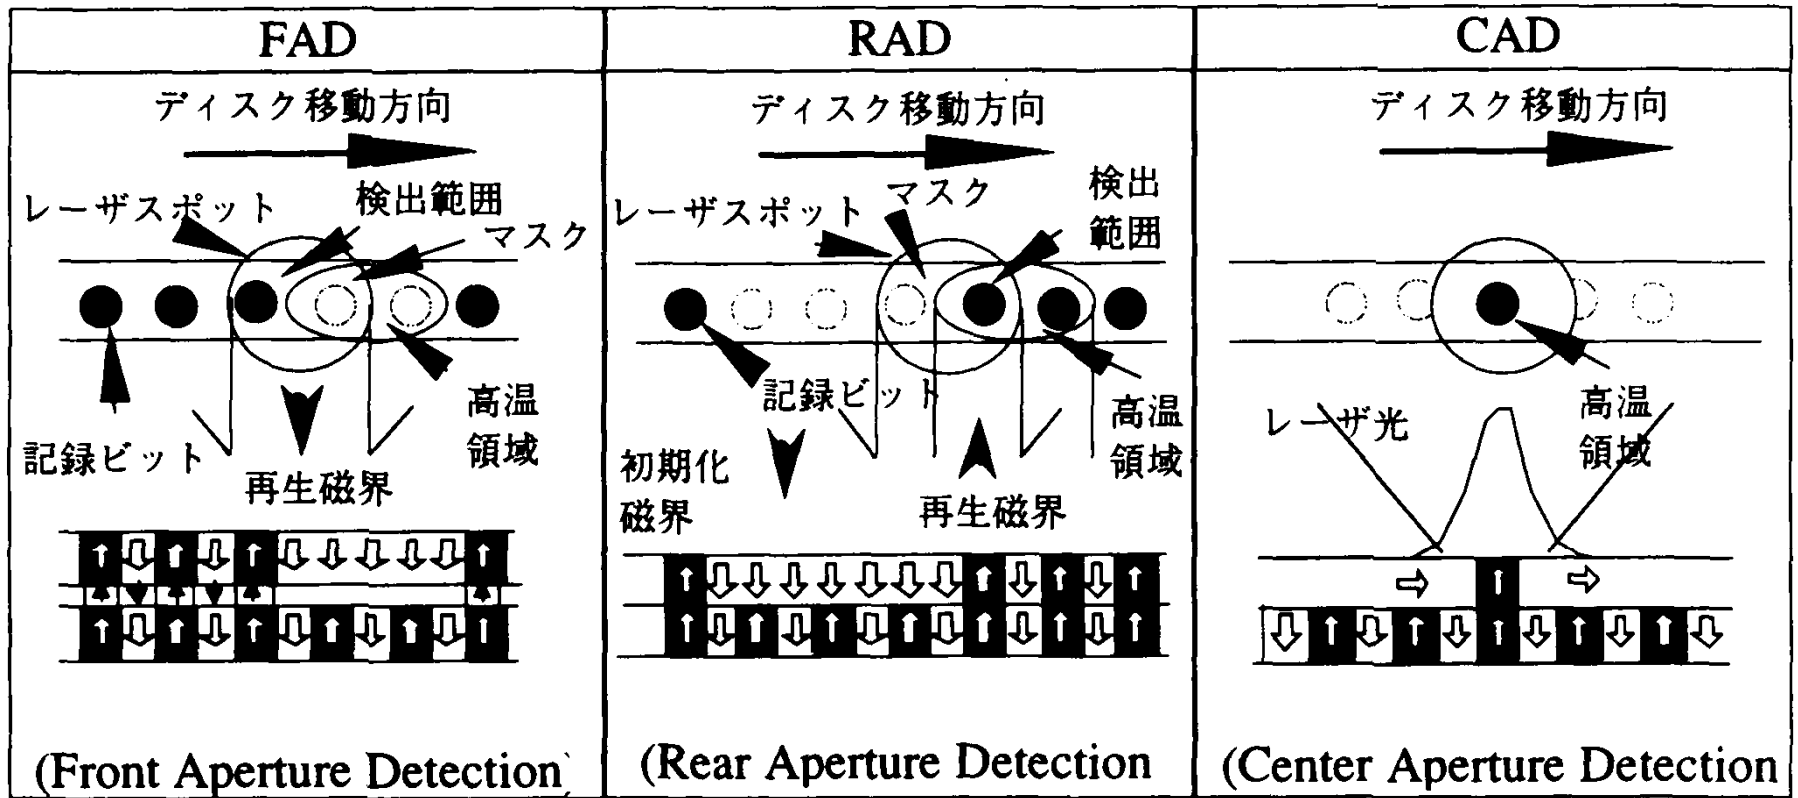 FAD
ディスク移動方向
レーザスポット
検出範囲
マスク
高温
領域
記録ビット
再生磁界
(Front Aperture Detection)
RAD
ディスク移動方向
マスク
検出
範囲
レーザスポット
記録ビット
高温
領域
初期化
磁界
再生磁界
(Rear Aperture Detection
CAD
ディスク移動方向
高温
領域
レーザ光
(Center Aperture Detection